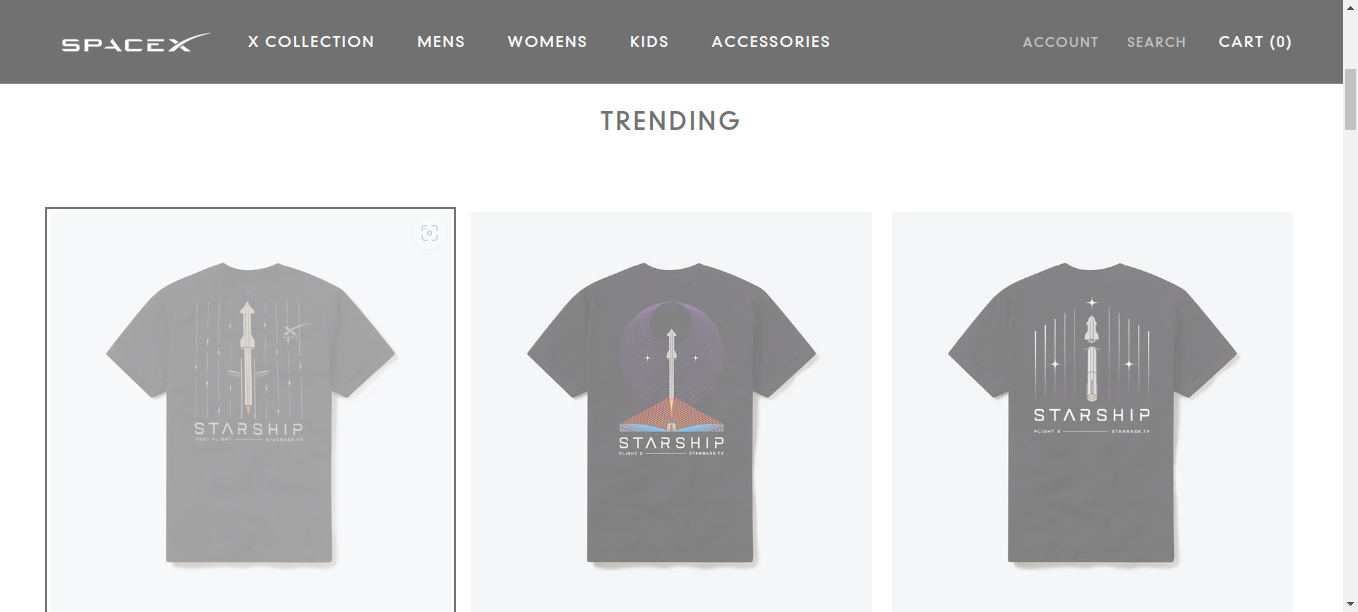 SPACEX X COLLECTION MENS WOMENS KIDS ACCESSORIES ACCOUNT SEARCH CART (0)
TRENDING
STARSHIP
TEST FLIGHT STARBASE.TX
STARSHIP
FLIGHT 2 STARBASE.TX
STARSHIP
FLIGHT 3 STARBASE.TX